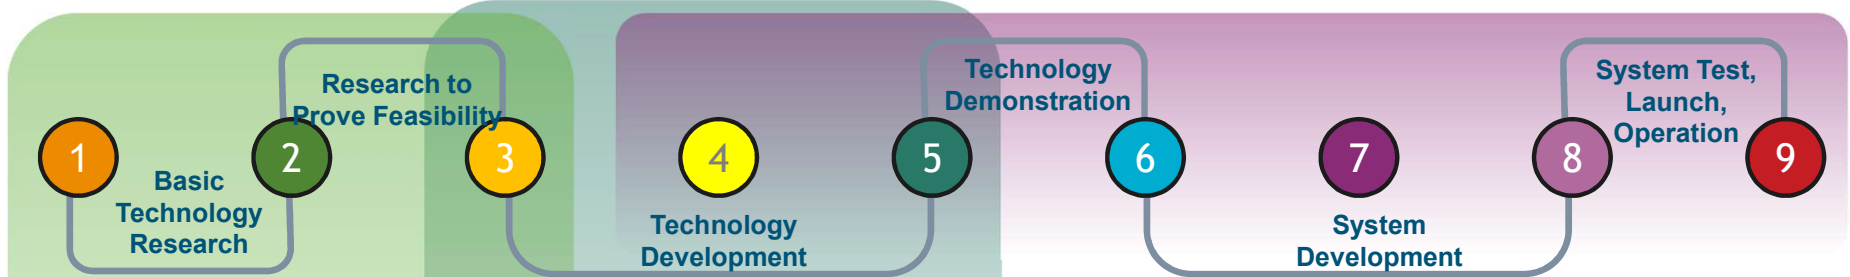 Research to
Prove Feasibility
Technology
Demonstration
System Test,
Launch,
Operation
1
2
3
4
5
6
7
8
9
Basic
Technology
Research
Technology
Development
System
Development